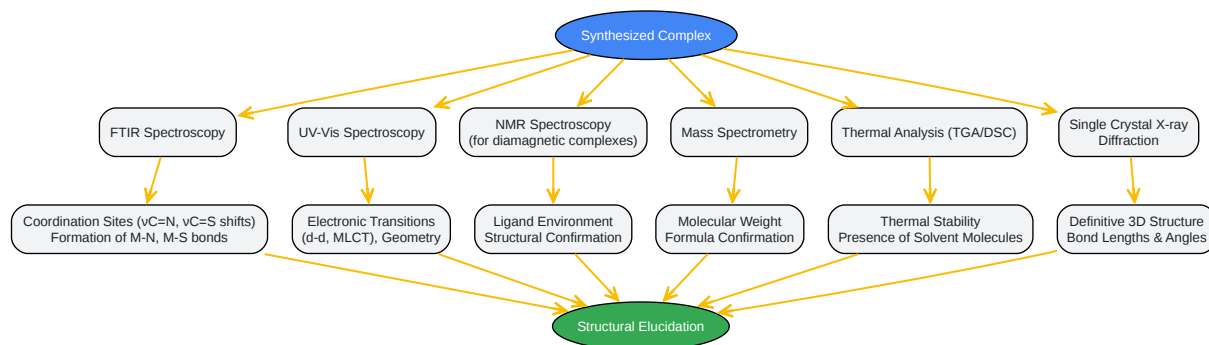 Synthesized Complex
FTIR Spectroscopy
UV-Vis Spectroscopy
NMR Spectroscopy
(for diamagnetic complexes)
Mass Spectrometry
Thermal Analysis (TGA/DSC)
Single Crystal X-ray
Diffraction
Coordination Sites (νC=N, νC=S shifts)
Formation of M-N, M-S bonds
Electronic Transitions
(d-d, MLCT), Geometry
Ligand Environment
Structural Confirmation
Molecular Weight
Formula Confirmation
Thermal Stability
Presence of Solvent Molecules
Definitive 3D Structure
Bond Lengths & Angles
Structural Elucidation